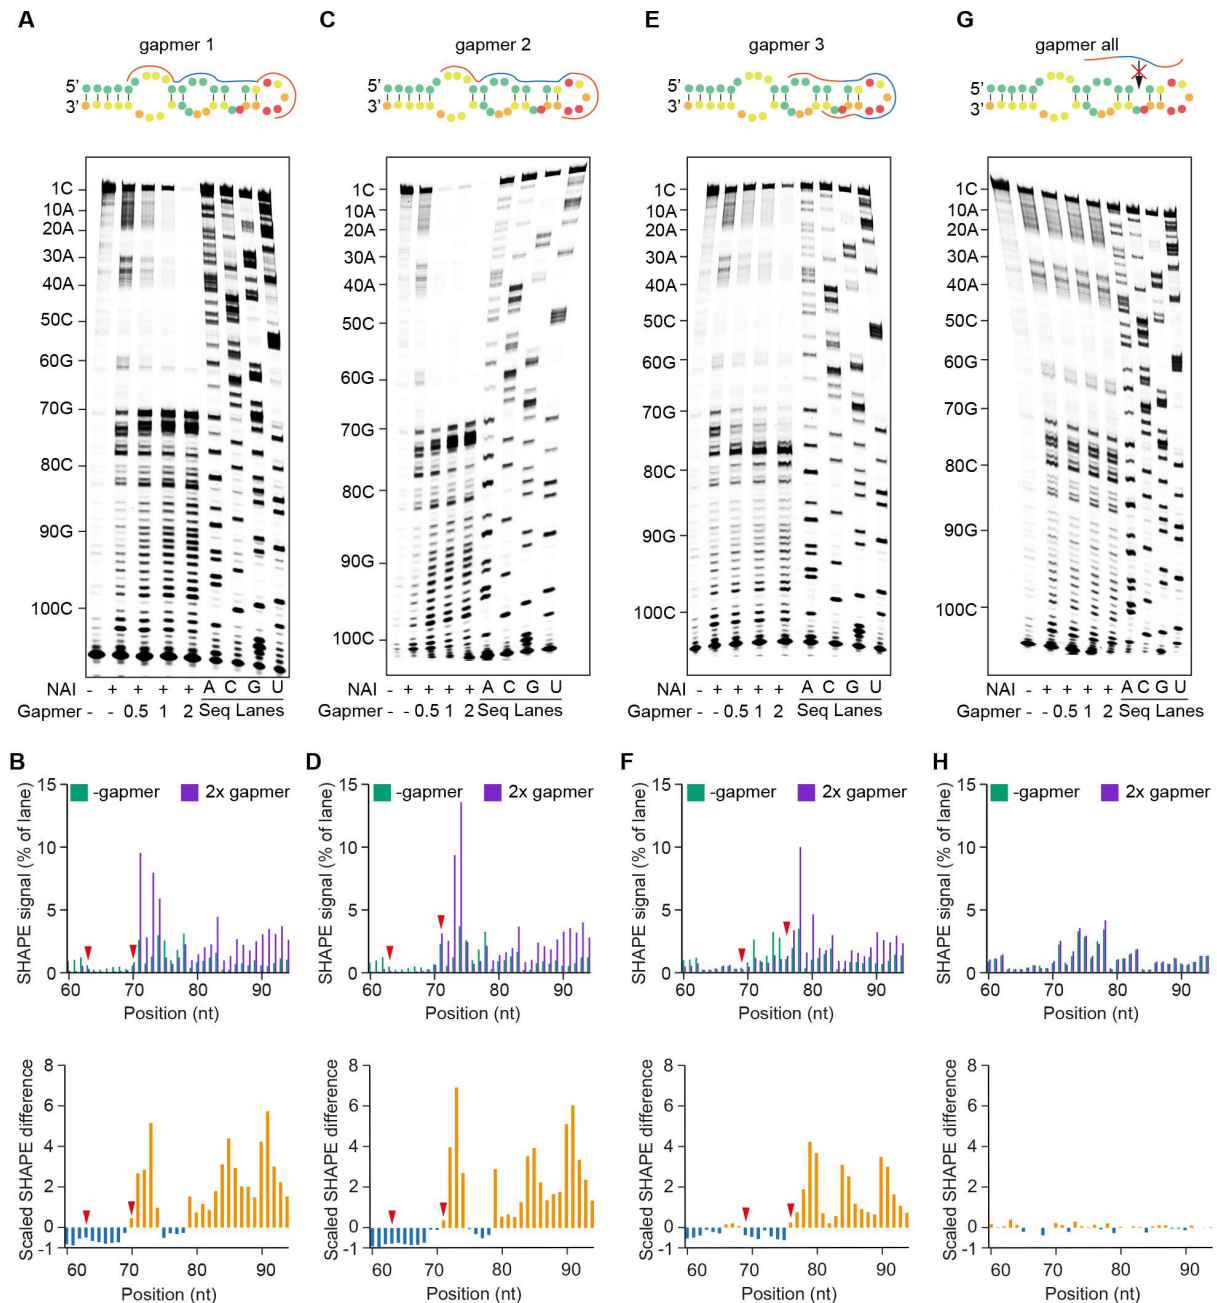 A
C
E
G
gapmer 1
gapmer 2
gapmer 3
gapmer all
5'
3'
5'
3'
5'
3'
5'
3'
1C
10A
20A
30A
40A
50C
60G
70G
80C
90G
100C
NAI - + + + + A C G U
Gapmer - - 0.5 1 2 Seq Lanes
1C
10A
20A
30A
40A
50C
60G
70G
80C
90G
100C
NAI - + + + + A C G U
Gapmer - - 0.5 1 2 Seq Lanes
1C
10A
20A
30A
40A
50C
60G
70G
80C
90G
100C
NAI - + + + + A C G U
Gapmer - - 0.5 1 2 Seq Lanes
1C
10A
20A
30A
40A
50C
60G
70G
80C
90G
100C
NAI - + + + + A C G U
Gapmer - - 0.5 1 2 Seq Lanes
B
SHAPE signal (% of lane)
15
10
5
0
-gapmer
2x gapmer
60 70 80 90
Position (nt)
Scaled SHAPE difference
8
6
4
2
0
-1
60 70 80 90
Position (nt)
D
SHAPE signal (% of lane)
15
10
5
0
-gapmer
2x gapmer
60 70 80 90
Position (nt)
Scaled SHAPE difference
8
6
4
2
0
-1
60 70 80 90
Position (nt)
F
SHAPE signal (% of lane)
15
10
5
0
-gapmer
2x gapmer
60 70 80 90
Position (nt)
Scaled SHAPE difference
8
6
4
2
0
-1
60 70 80 90
Position (nt)
H
SHAPE signal (% of lane)
15
10
5
0
-gapmer
2x gapmer
60 70 80 90
Position (nt)
Scaled SHAPE difference
8
6
4
2
0
-1
60 70 80 90
Position (nt)